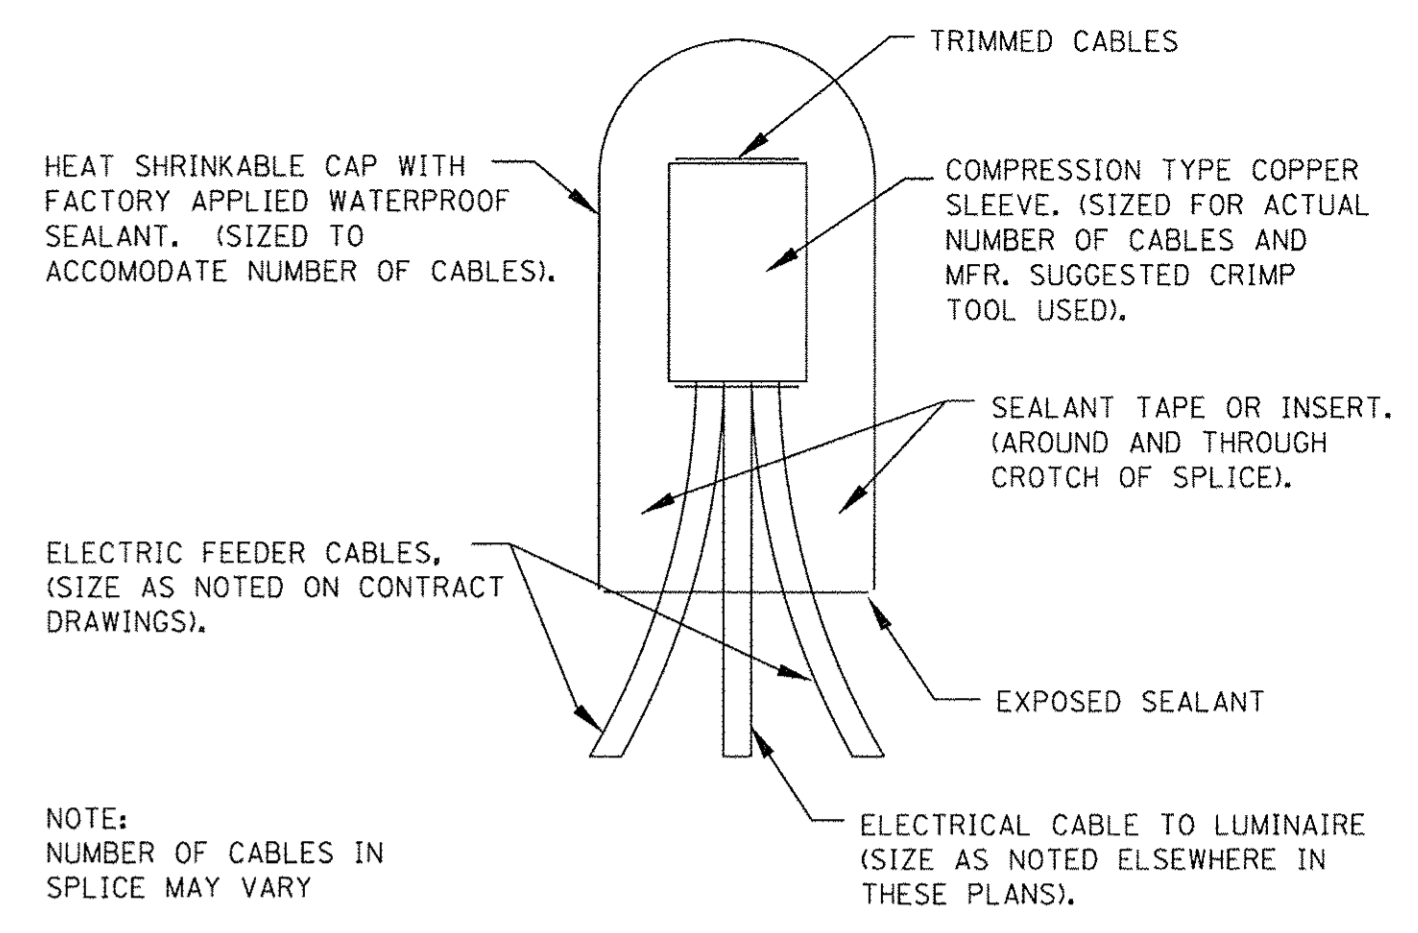 TRIMMED CABLES
HEAT SHRINKABLE CAP WITH
FACTORY APPLIED WATERPROOF
SEALANT. (SIZED TO
ACCOMODATE NUMBER OF CABLES).
COMPRESSION TYPE COPPER
SLEEVE. (SIZED FOR ACTUAL
NUMBER OF CABLES AND
MFR. SUGGESTED CRIMP
TOOL USED).
SEALANT TAPE OR INSERT.
(AROUND AND THROUGH
CROTCH OF SPLICE).
ELECTRIC FEEDER CABLES,
(SIZE AS NOTED ON CONTRACT
DRAWINGS).
EXPOSED SEALANT
NOTE:
NUMBER OF CABLES IN
SPLICE MAY VARY
ELECTRICAL CABLE TO LUMINAIRE
(SIZE AS NOTED ELSEWHERE IN
THESE PLANS).